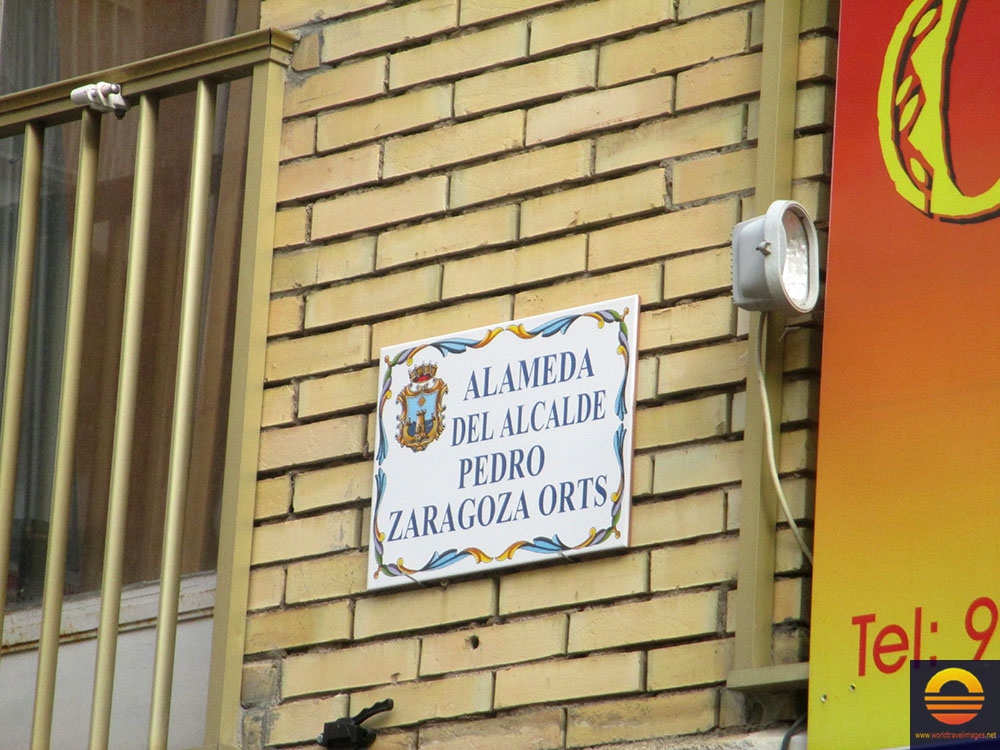 ALAMEDA
DEL ALCALDE
PEDRO
ZARAGOZA ORTS
Tel: 9
www.worldtravelimages.net